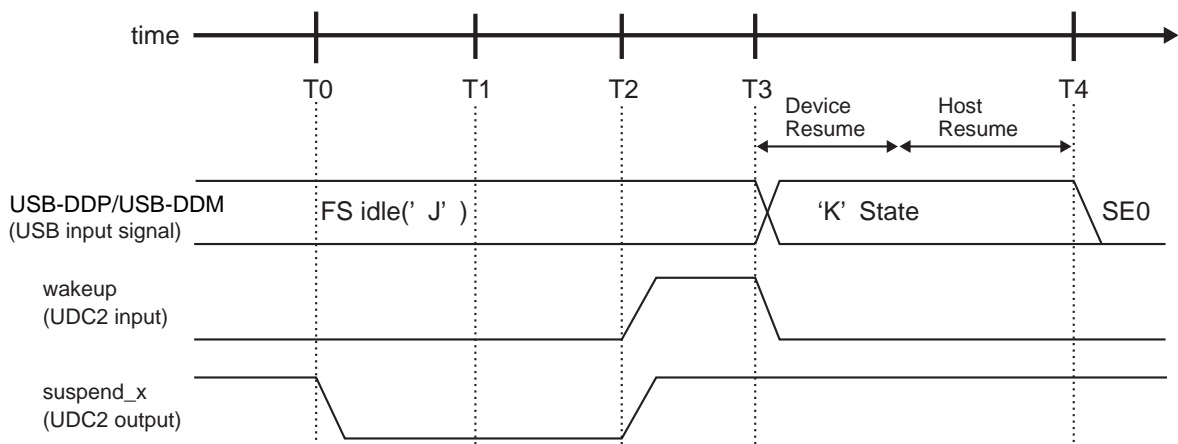 time
T0 T1 T2 T3 T4
Device Host
Resume Resume
USB-DDP/USB-DDM
(USB input signal)
FS idle(' J' ) 'K' State SE0
wakeup
(UDC2 input)
suspend_x
(UDC2 output)